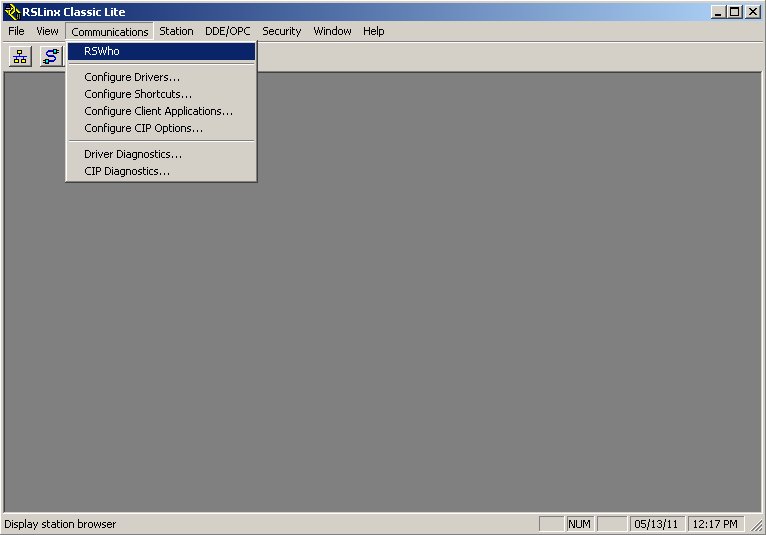 RSLinx Classic Lite
File View Communications Station DDE/OPC Security Window Help
RSWho
Configure Drivers...
Configure Shortcuts...
Configure Client Applications...
Configure CIP Options...
Driver Diagnostics...
CIP Diagnostics...
Display station browser NUM 05/13/11 12:17 PM